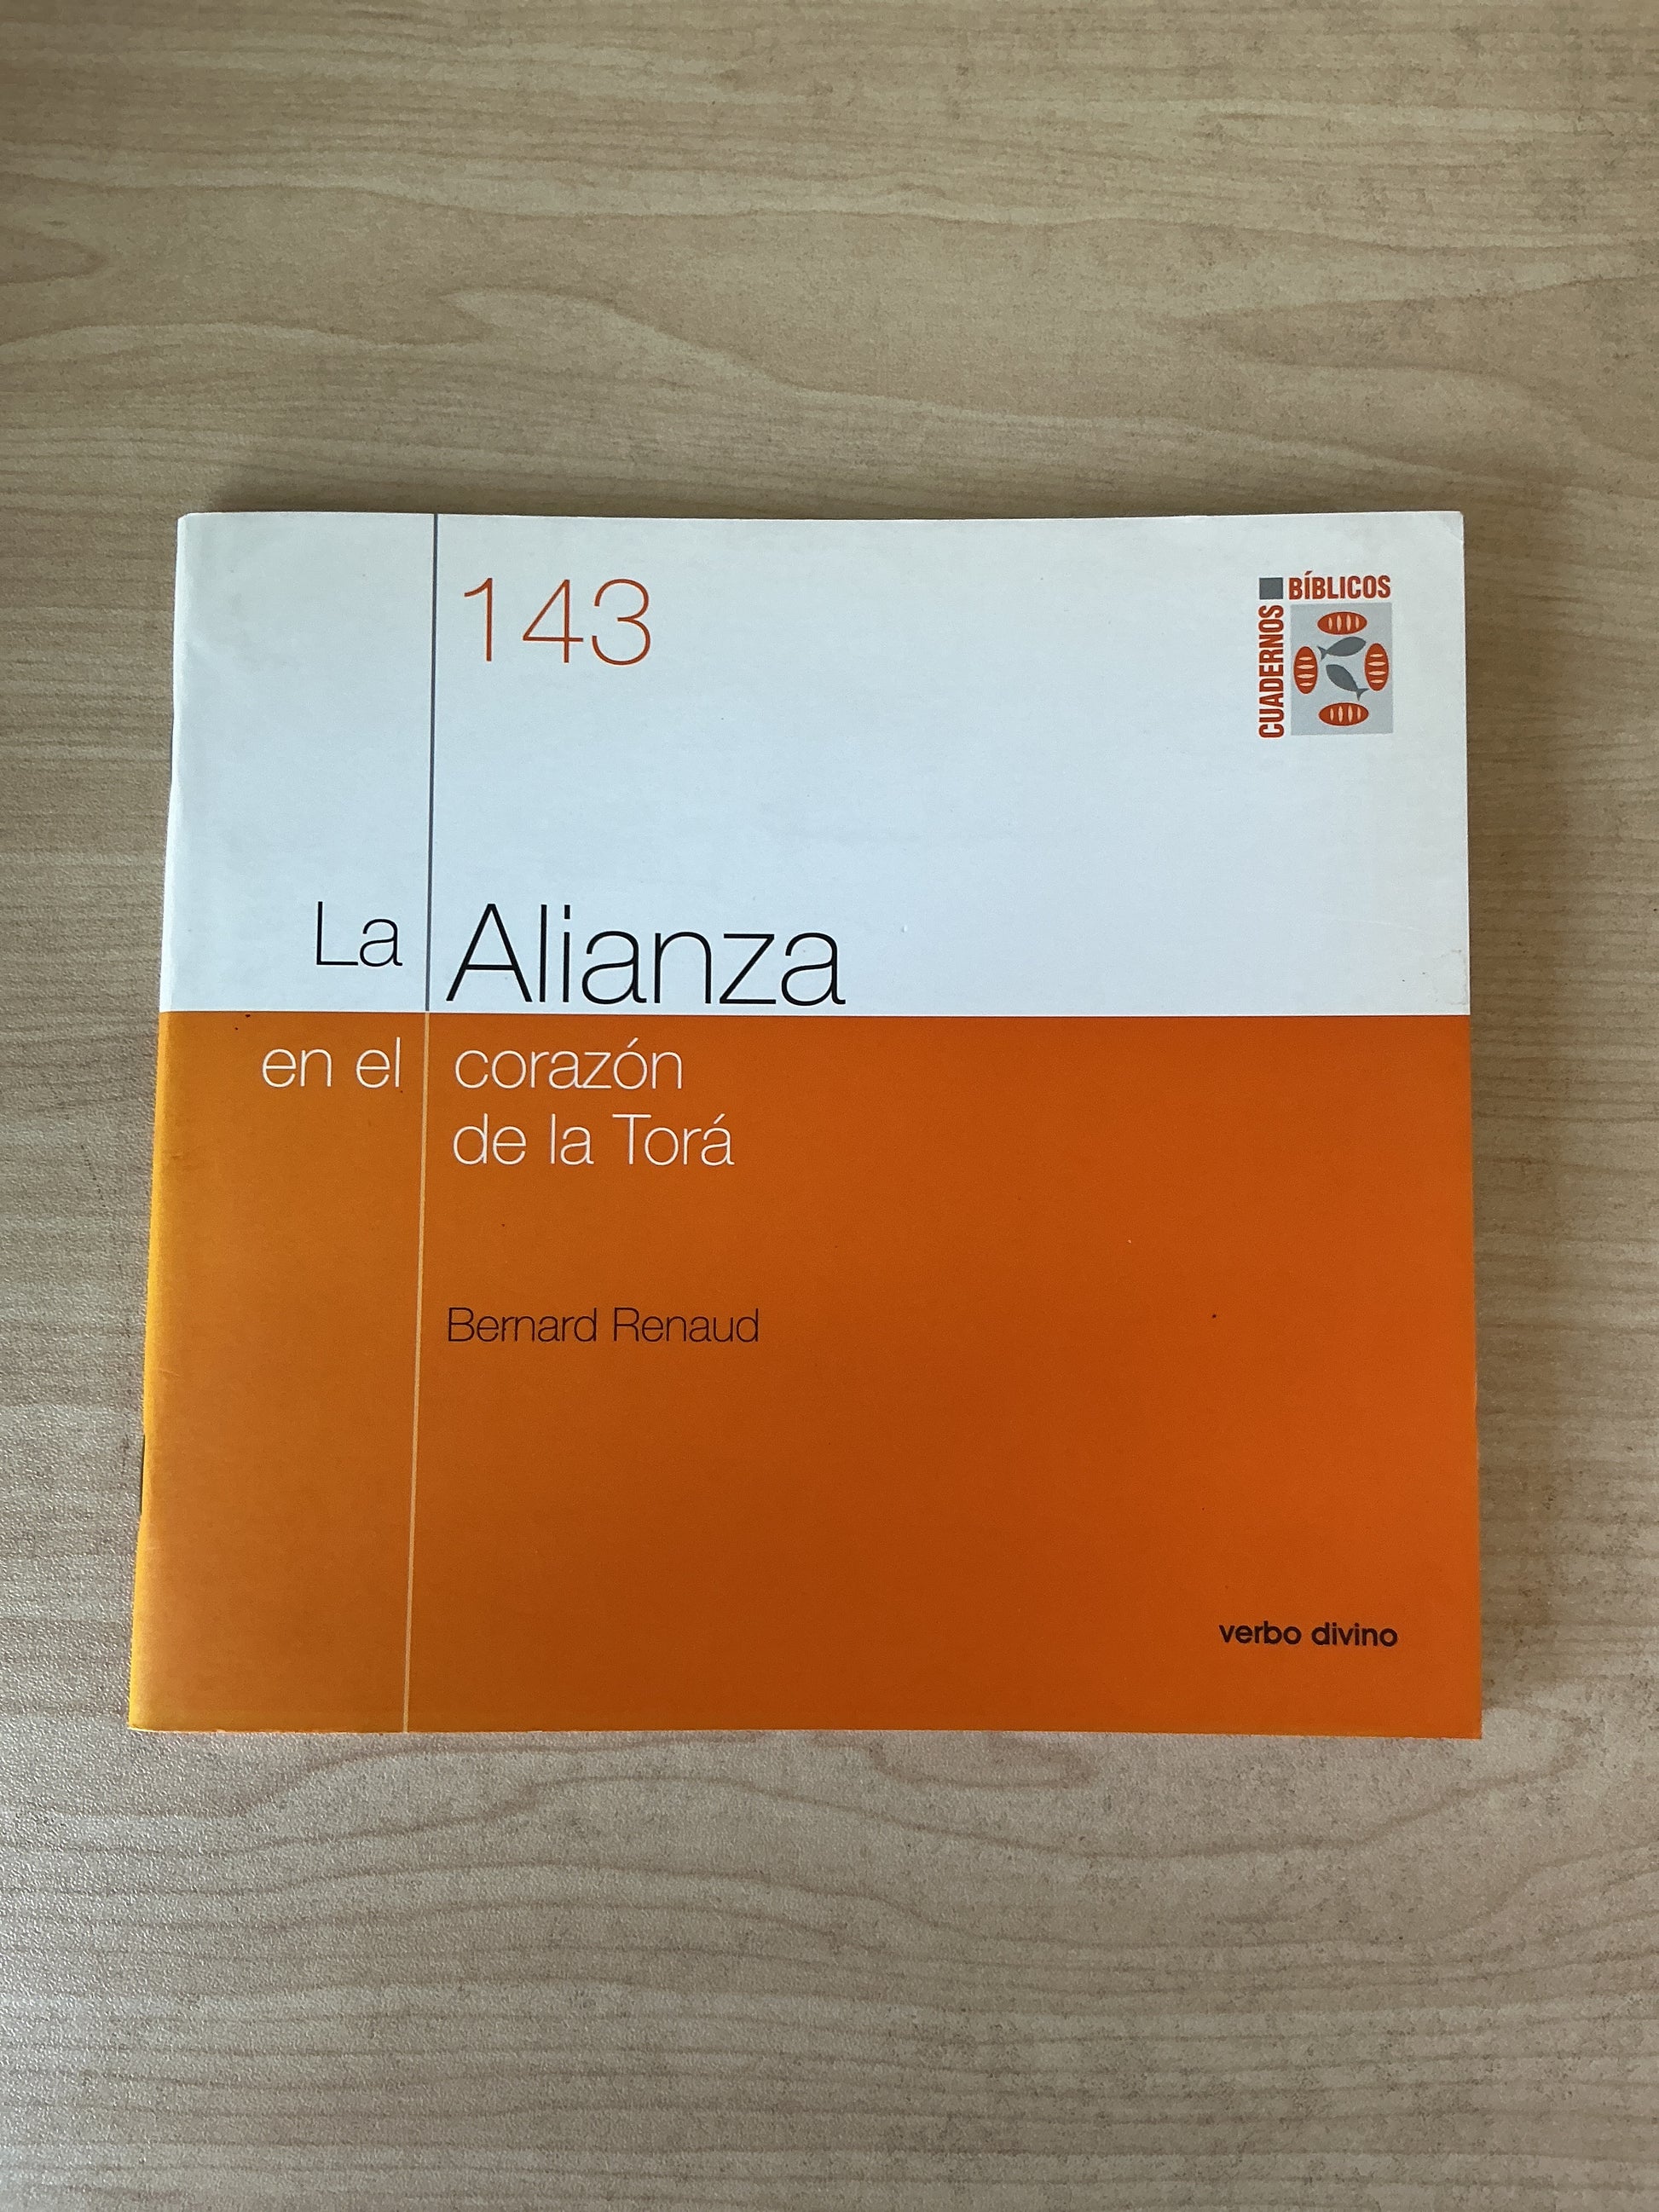 143
CUADERNOS BÍBLICOS
La Alianza
en el corazón
de la Torá
Bernard Renaud
verbo divino